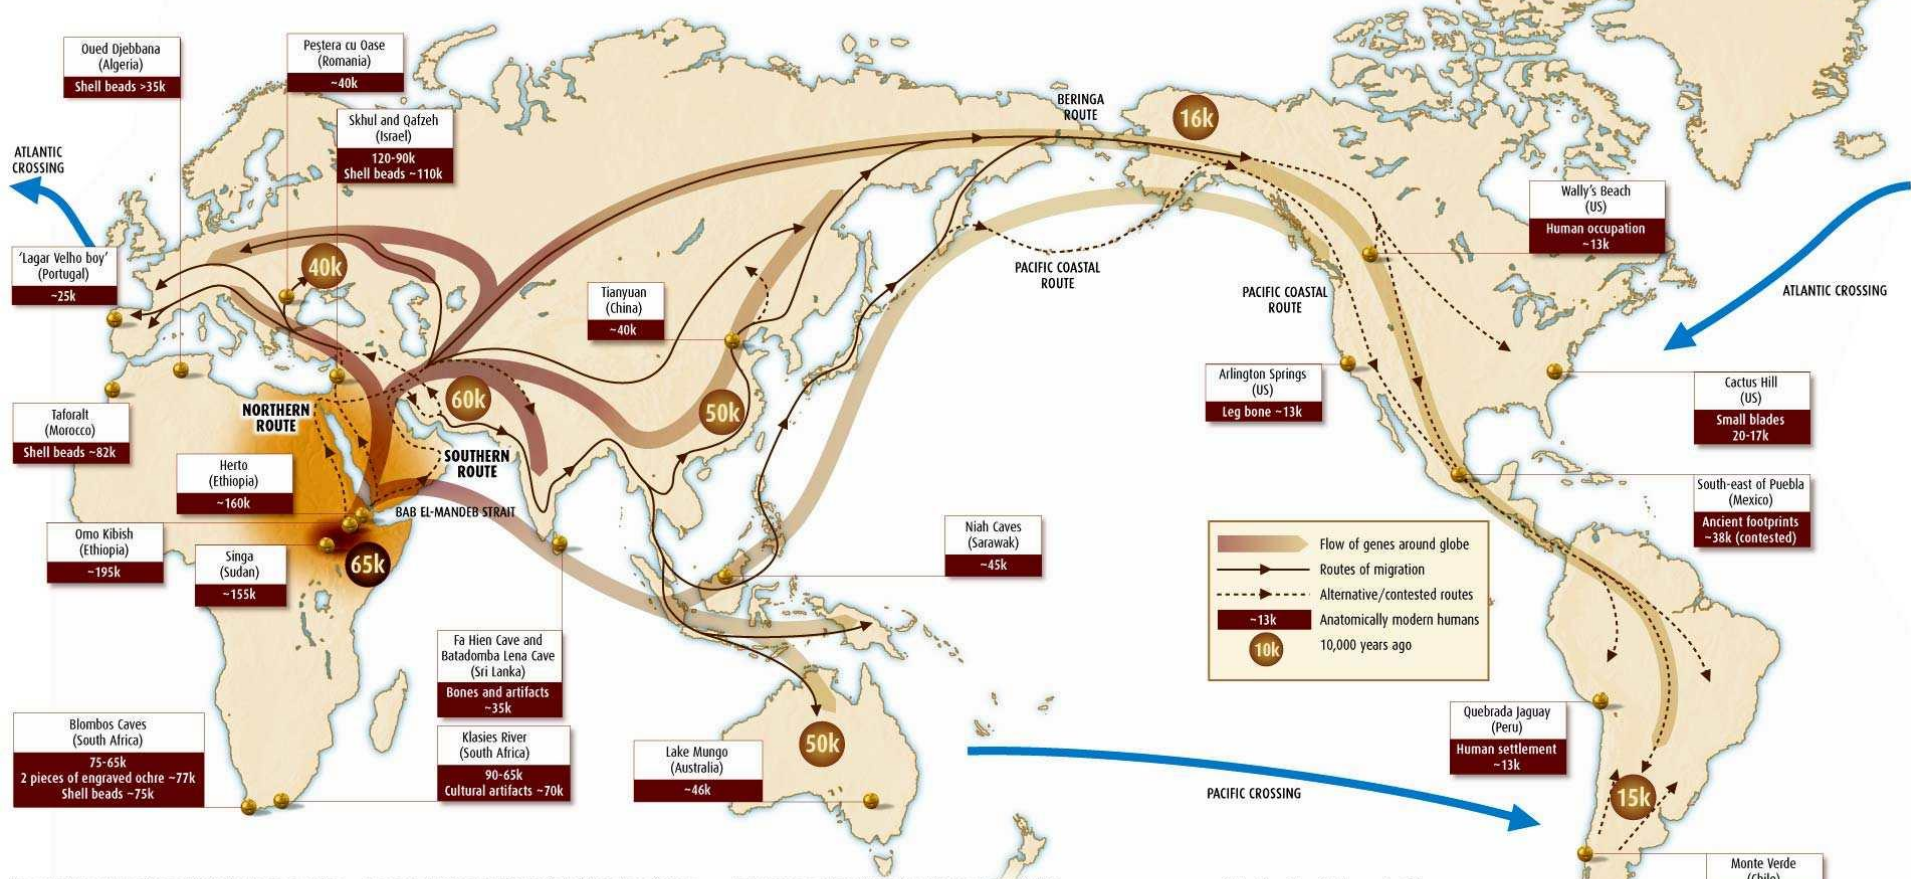 Oued Djebbana
(Algeria)
Shell beads >35k
Peştera cu Oase
(Romania)
~40k
Skhul and Qafzeh
(Israel)
120-90k
Shell beads ~110k
ATLANTIC
CROSSING
'Lagar Velho boy'
(Portugal)
~25k
40k
BERINGA
ROUTE
16k
Wally's Beach
(US)
Human occupation
~13k
PACIFIC COASTAL
ROUTE
PACIFIC COASTAL
ROUTE
ATLANTIC CROSSING
Tianyuan
(China)
~40k
Arlington Springs
(US)
Leg bone ~13k
Cactus Hill
(US)
Small blades
20-17k
Taforalt
(Morocco)
Shell beads ~82k
NORTHERN
ROUTE
60k
50k
SOUTHERN
ROUTE
Herto
(Ethiopia)
~160k
BAB EL-MANDEB STRAIT
Omo Kibish
(Ethiopia)
~195k
Singa
(Sudan)
~155k
65k
Niah Caves
(Sarawak)
~45k
South-east of Puebla
(Mexico)
Ancient footprints
~38k (contested)
Flow of genes around globe
Routes of migration
Alternative/contested routes
~13k Anatomically modern humans
10k 10,000 years ago
Fa Hien Cave and
Batadomba Lena Cave
(Sri Lanka)
Bones and artifacts
~35k
Blombos Caves
(South Africa)
75-65k
2 pieces of engraved ochre ~77k
Shell beads ~75k
Klasies River
(South Africa)
90-65k
Cultural artifacts ~70k
Lake Mungo
(Australia)
~46k
50k
PACIFIC CROSSING
Quebrada Jaguay
(Peru)
Human settlement
~13k
15k
Monte Verde
(Chile)